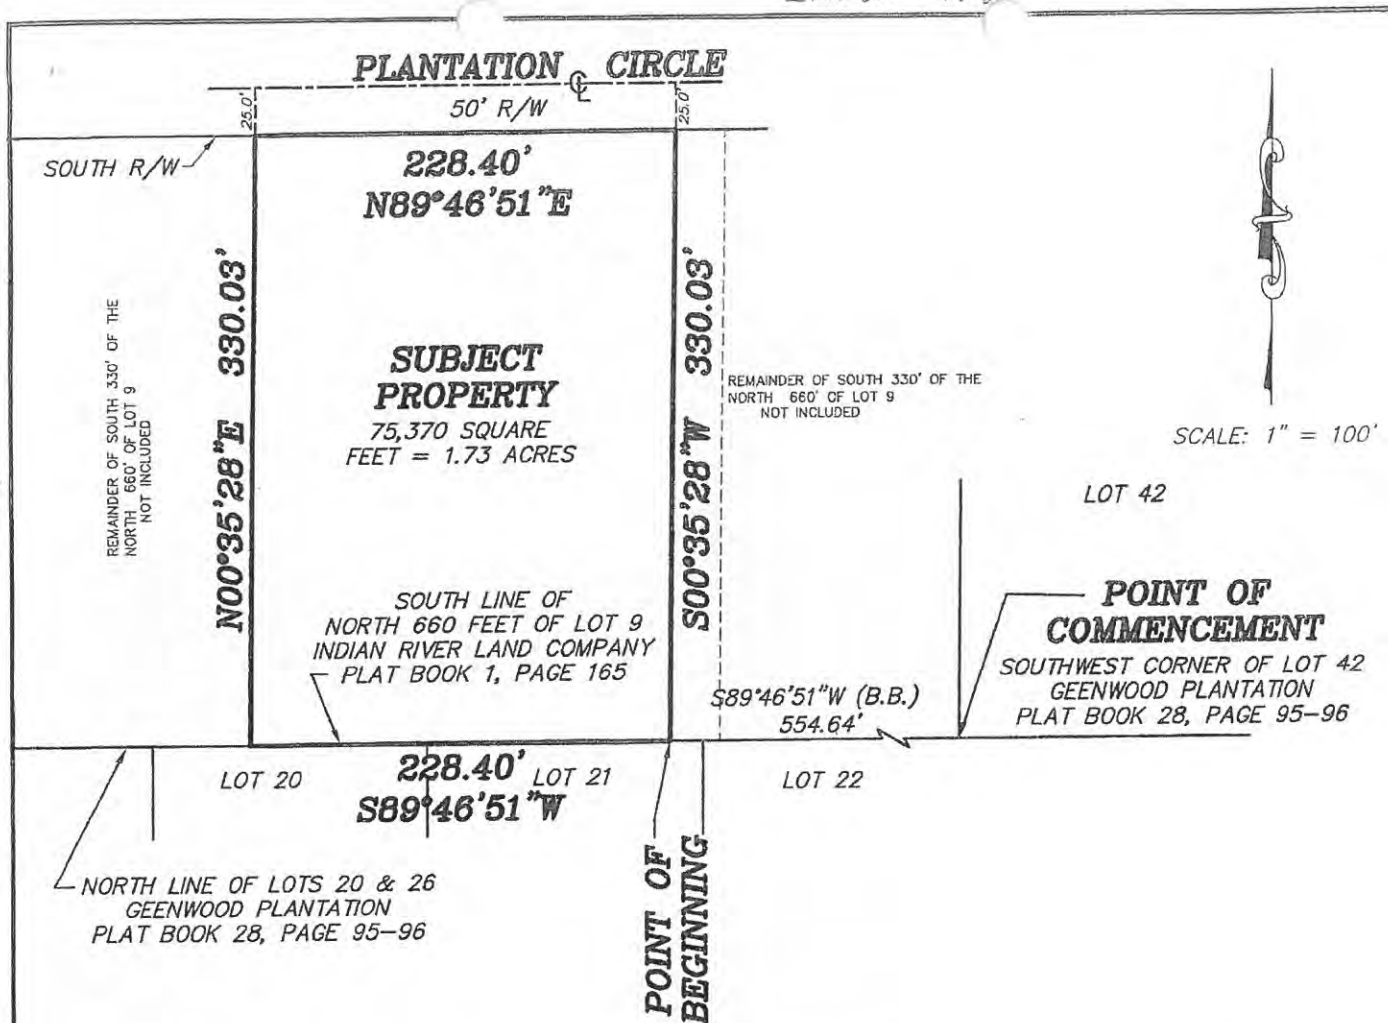 PLANTATION ℄ CIRCLE
25.0'
50' R/W
25.0'
SOUTH R/W
228.40'
N89°46'51"E
N00°35'28"E 330.03'
S00°35'28"W 330.03'
REMAINDER OF SOUTH 330' OF THE
NORTH 660' OF LOT 9
NOT INCLUDED
SUBJECT
PROPERTY
75,370 SQUARE
FEET = 1.73 ACRES
REMAINDER OF SOUTH 330' OF THE
NORTH 660' OF LOT 9
NOT INCLUDED
SCALE: 1" = 100'
LOT 42
SOUTH LINE OF
NORTH 660 FEET OF LOT 9
INDIAN RIVER LAND COMPANY
PLAT BOOK 1, PAGE 165
POINT OF
COMMENCEMENT
SOUTHWEST CORNER OF LOT 42
GEENWOOD PLANTATION
PLAT BOOK 28, PAGE 95-96
S89°46'51"W (B.B.)
554.64'
LOT 20
228.40'
S89°46'51"W
LOT 21
LOT 22
NORTH LINE OF LOTS 20 & 26
GEENWOOD PLANTATION
PLAT BOOK 28, PAGE 95-96
POINT OF
BEGINNING